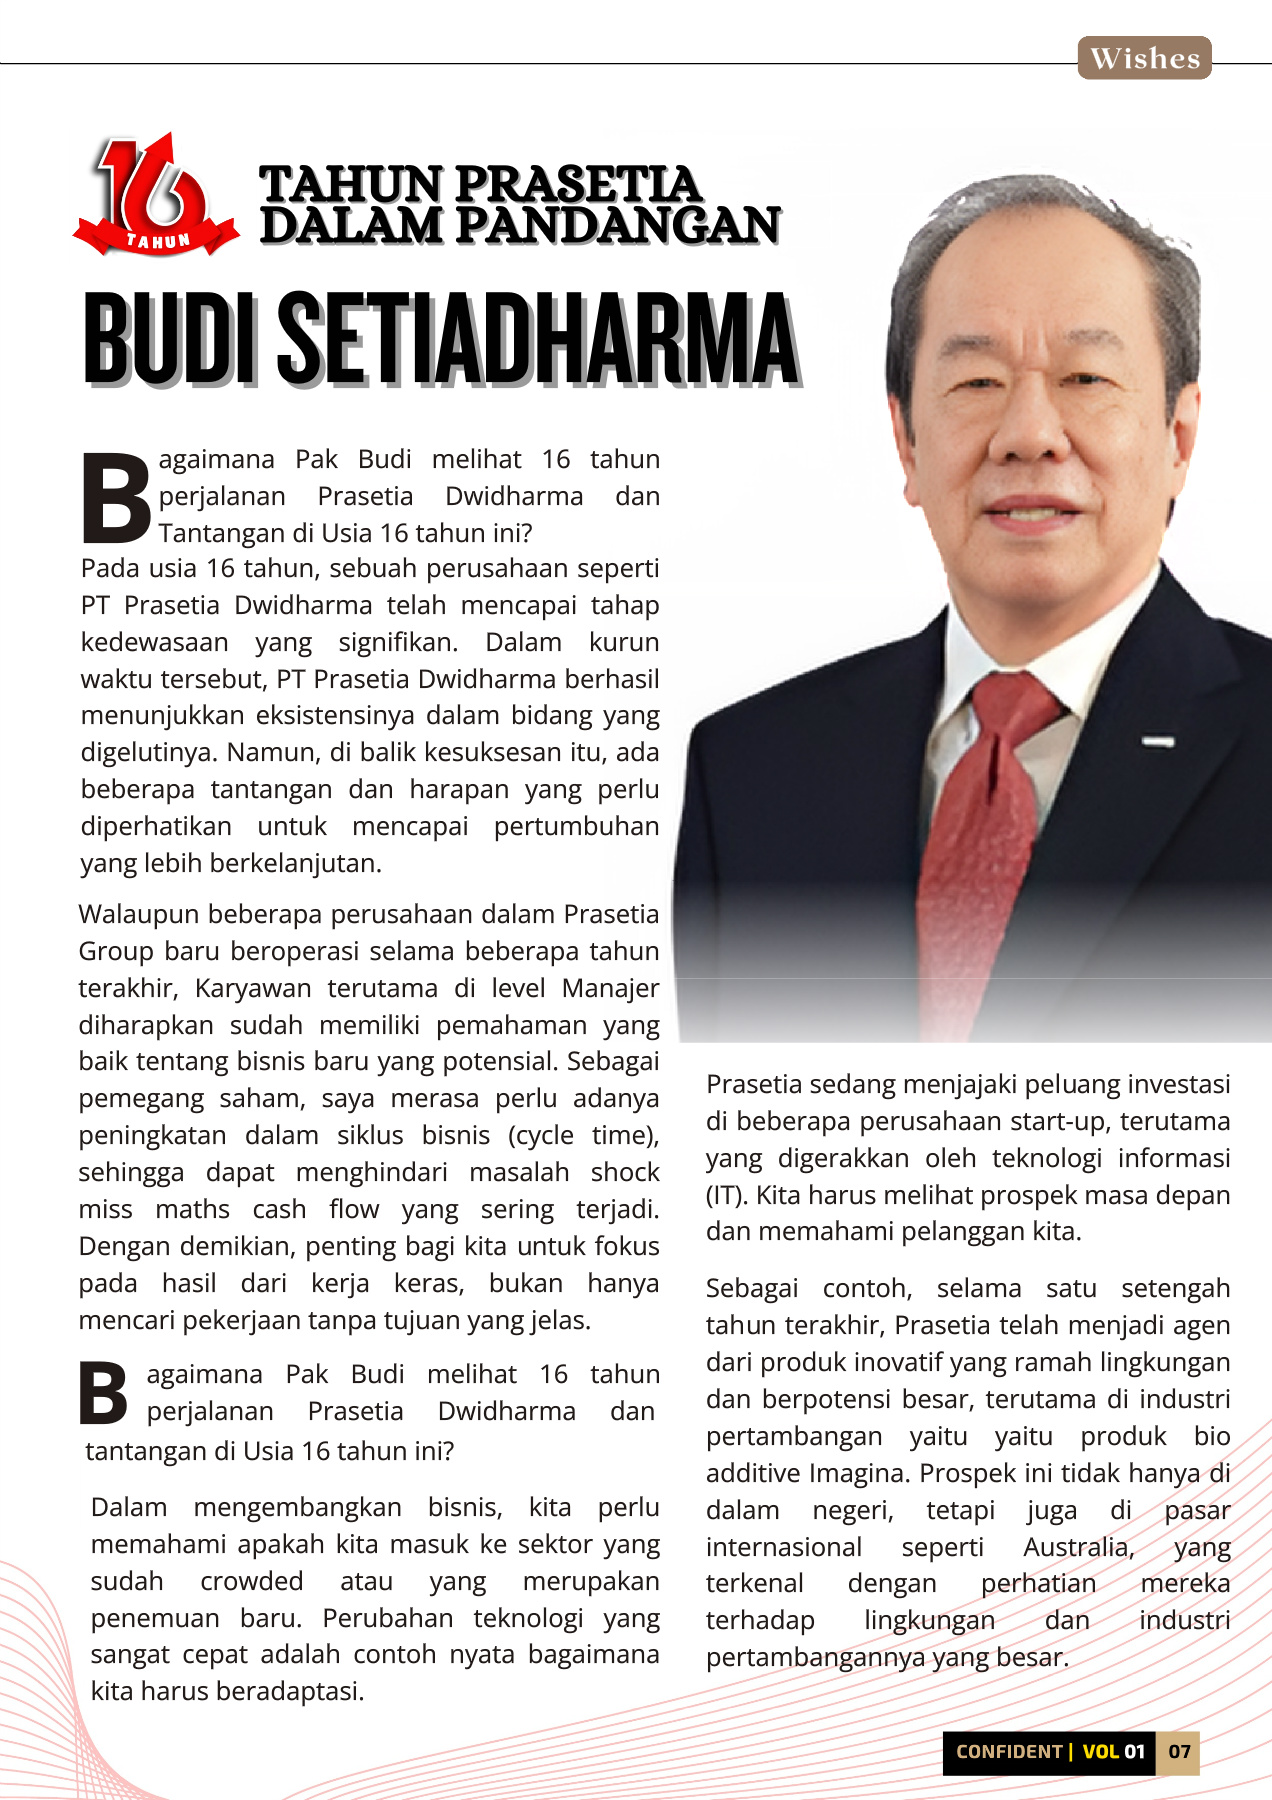 Wishes
16
TAHUN
TAHUN PRASETIA
DALAM PANDANGAN
BUDI SETIADHARMA
Bagaimana Pak Budi melihat 16 tahun
perjalanan Prasetia Dwidharma dan
Tantangan di Usia 16 tahun ini?
Pada usia 16 tahun, sebuah perusahaan seperti
PT Prasetia Dwidharma telah mencapai tahap
kedewasaan yang signifikan. Dalam kurun
waktu tersebut, PT Prasetia Dwidharma berhasil
menunjukkan eksistensinya dalam bidang yang
digelutinya. Namun, di balik kesuksesan itu, ada
beberapa tantangan dan harapan yang perlu
diperhatikan untuk mencapai pertumbuhan
yang lebih berkelanjutan.
Walaupun beberapa perusahaan dalam Prasetia
Group baru beroperasi selama beberapa tahun
terakhir, Karyawan terutama di level Manajer
diharapkan sudah memiliki pemahaman yang
baik tentang bisnis baru yang potensial. Sebagai
pemegang saham, saya merasa perlu adanya
peningkatan dalam siklus bisnis (cycle time),
sehingga dapat menghindari masalah shock
miss maths cash flow yang sering terjadi.
Dengan demikian, penting bagi kita untuk fokus
pada hasil dari kerja keras, bukan hanya
mencari pekerjaan tanpa tujuan yang jelas.
Bagaimana Pak Budi melihat 16 tahun
perjalanan Prasetia Dwidharma dan
tantangan di Usia 16 tahun ini?
Dalam mengembangkan bisnis, kita perlu
memahami apakah kita masuk ke sektor yang
sudah crowded atau yang merupakan
penemuan baru. Perubahan teknologi yang
sangat cepat adalah contoh nyata bagaimana
kita harus beradaptasi.
Prasetia sedang menjajaki peluang investasi
di beberapa perusahaan start-up, terutama
yang digerakkan oleh teknologi informasi
(IT). Kita harus melihat prospek masa depan
dan memahami pelanggan kita.
Sebagai contoh, selama satu setengah
tahun terakhir, Prasetia telah menjadi agen
dari produk inovatif yang ramah lingkungan
dan berpotensi besar, terutama di industri
pertambangan yaitu yaitu produk bio
additive Imagina. Prospek ini tidak hanya di
dalam negeri, tetapi juga di pasar
internasional seperti Australia, yang
terkenal dengan perhatian mereka
terhadap lingkungan dan industri
pertambangannya yang besar.
CONFIDENT | VOL 01 07